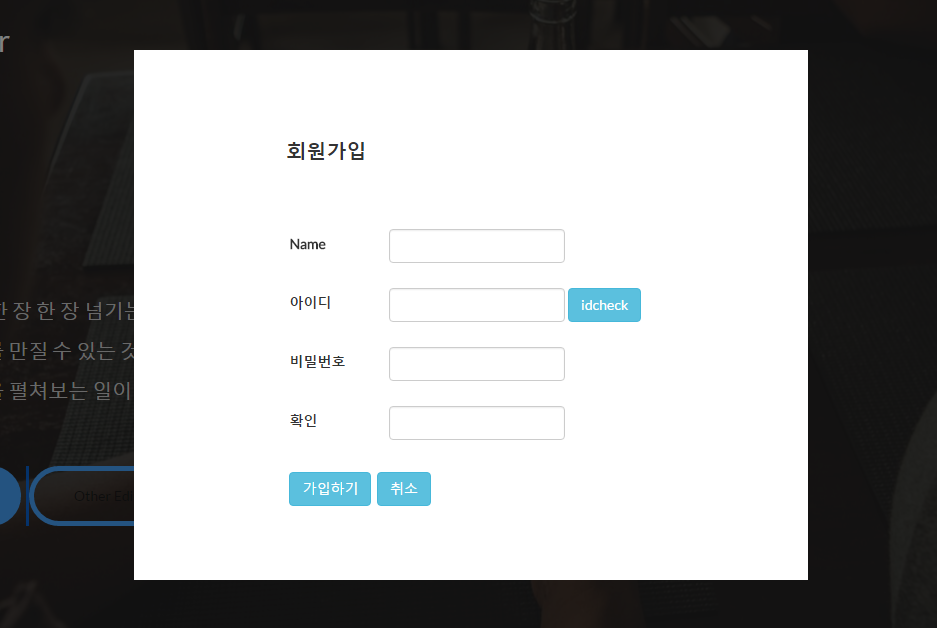 r
회원가입
Name
아이디 idcheck
비밀번호
확인
가입하기 취소
장 한 장 넘기는
만질 수 있는
펼쳐보는 일이
Other